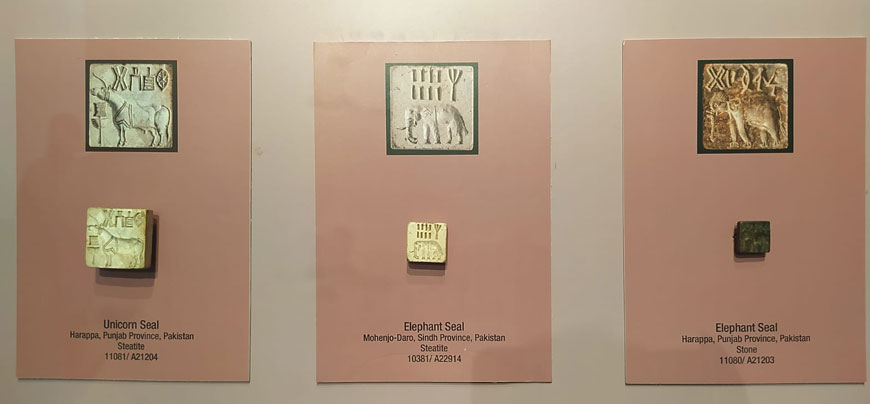 Unicorn Seal
Harappa, Punjab Province, Pakistan
Steatite
11081/ A21204
Elephant Seal
Mohenjo-Daro, Sindh Province, Pakistan
Steatite
10381/ A22914
Elephant Seal
Harappa, Punjab Province, Pakistan
Stone
11080/ A21203